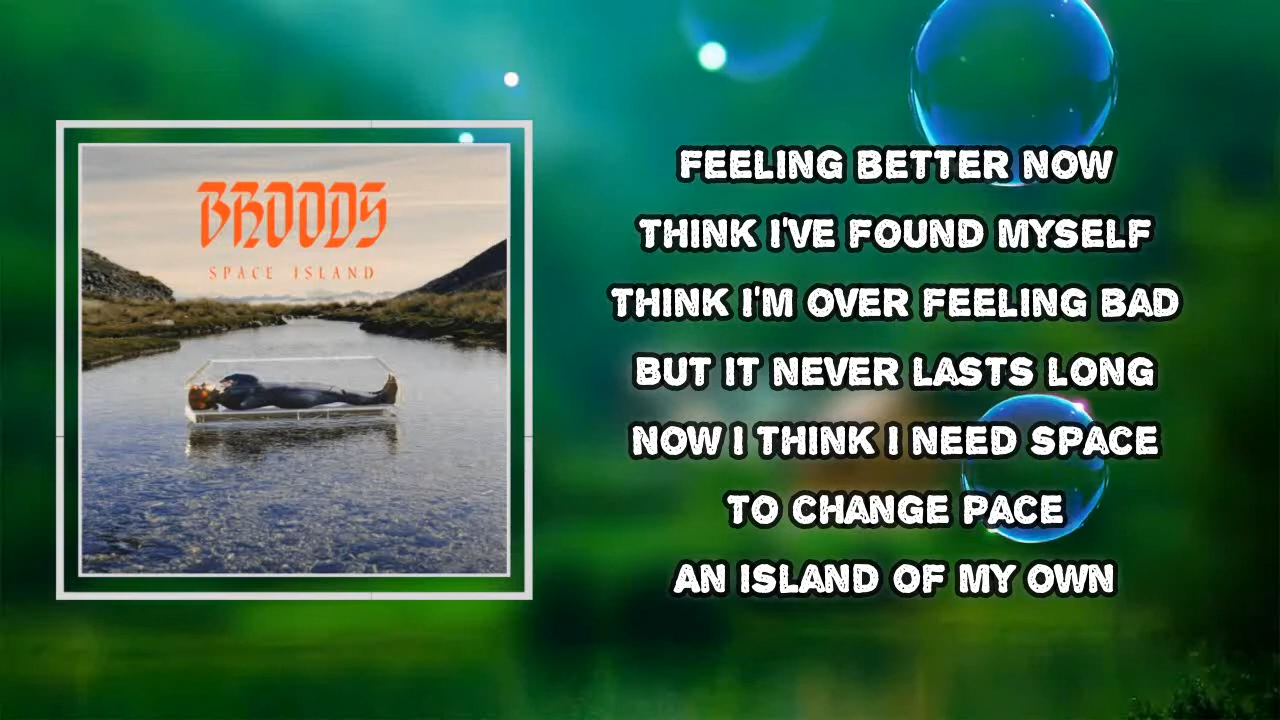 BROODS
SPACE ISLAND
FEELING BETTER NOW
THINK I'VE FOUND MYSELF
THINK I'M OVER FEELING BAD
BUT IT NEVER LASTS LONG
NOW I THINK I NEED SPACE
TO CHANGE PACE
AN ISLAND OF MY OWN